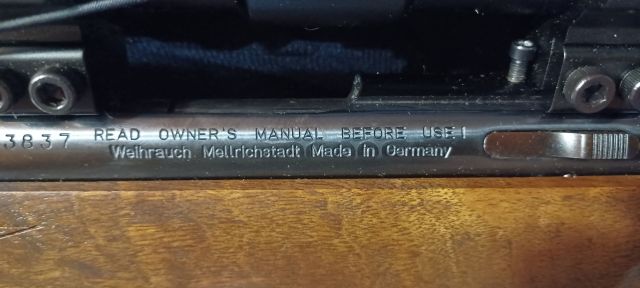 3837 READ OWNER'S MANUAL BEFORE USE!
Weihrauch Mellrichstadt Made in Germany